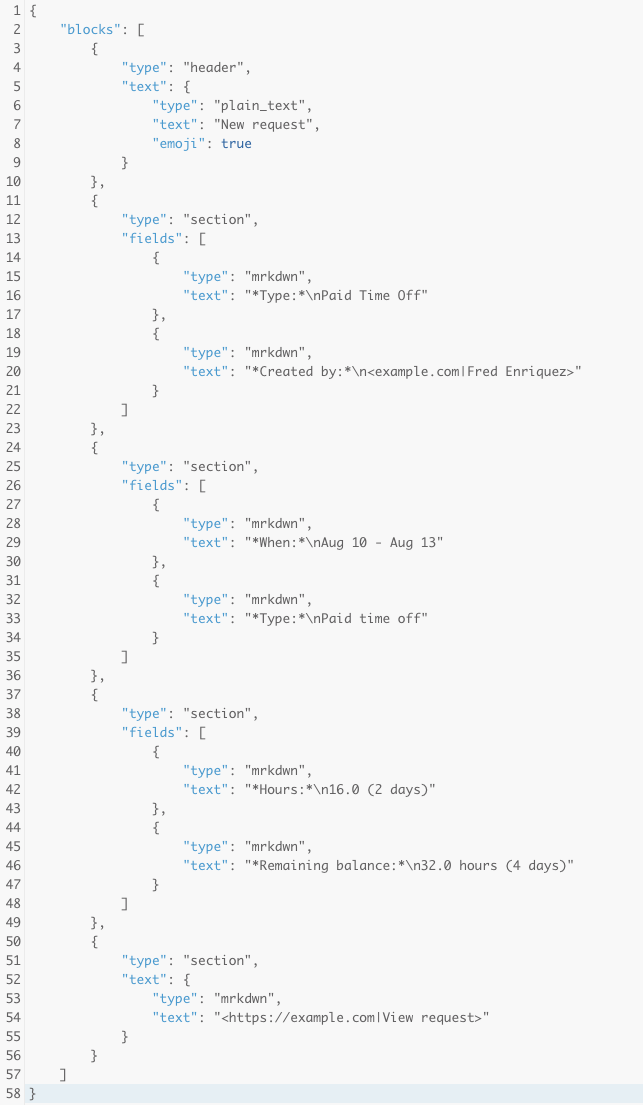 1 {
2     "blocks": [
3         {
4             "type": "header",
5             "text": {
6                 "type": "plain_text",
7                 "text": "New request",
8                 "emoji": true
9             }
10         },
11         {
12             "type": "section",
13             "fields": [
14                 {
15                     "type": "mrkdwn",
16                     "text": "*Type:*\nPaid Time Off"
17                 },
18                 {
19                     "type": "mrkdwn",
20                     "text": "*Created by:*\n<example.com|Fred Enriquez>"
21                 }
22             ]
23         },
24         {
25             "type": "section",
26             "fields": [
27                 {
28                     "type": "mrkdwn",
29                     "text": "*When:*\nAug 10 - Aug 13"
30                 },
31                 {
32                     "type": "mrkdwn",
33                     "text": "*Type:*\nPaid time off"
34                 }
35             ]
36         },
37         {
38             "type": "section",
39             "fields": [
40                 {
41                     "type": "mrkdwn",
42                     "text": "*Hours:*\n16.0 (2 days)"
43                 },
44                 {
45                     "type": "mrkdwn",
46                     "text": "*Remaining balance:*\n32.0 hours (4 days)"
47                 }
48             ]
49         },
50         {
51             "type": "section",
52             "text": {
53                 "type": "mrkdwn",
54                 "text": "<https://example.com|View request>"
55             }
56         }
57     ]
58 }